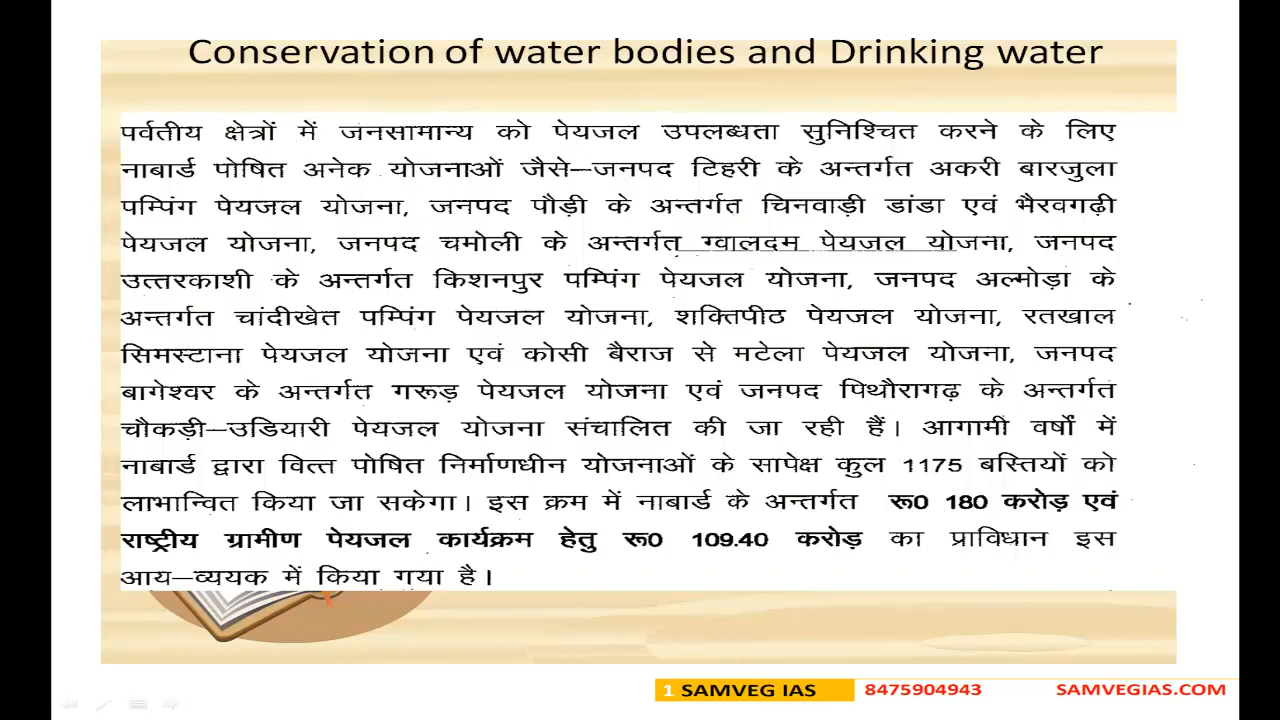 Conservation of water bodies and Drinking water
पर्वतीय क्षेत्रों में जनसामान्य को पेयजल उपलब्धता सुनिश्चित करने के लिए
नाबार्ड पोषित अनेक योजनाओं जैसे–जनपद टिहरी के अन्तर्गत अकरी बारजुला
पम्पिंग पेयजल योजना, जनपद पौड़ी के अन्तर्गत चिनवाड़ी डांडा एवं भैरवगढ़ी
पेयजल योजना, जनपद चमोली के अन्तर्गत ग्वालदम पेयजल योजना, जनपद
उत्तरकाशी के अन्तर्गत किशनपुर पम्पिंग पेयजल योजना, जनपद अल्मोड़ा के
अन्तर्गत चांदीखेत पम्पिंग पेयजल योजना, शक्तिपीठ पेयजल योजना, रतखाल
सिमस्टाना पेयजल योजना एवं कोसी बैराज से मटेला पेयजल योजना, जनपद
बागेश्वर के अन्तर्गत गरूड़ पेयजल योजना एवं जनपद पिथौरागढ़ के अन्तर्गत
चौकड़ी–उडियारी पेयजल योजना संचालित की जा रही हैं। आगामी वर्षों में
नाबार्ड द्वारा वित्त पोषित निर्माणधीन योजनाओं के सापेक्ष कुल 1175 बस्तियों को
लाभान्वित किया जा सकेगा। इस क्रम में नाबार्ड के अन्तर्गत रू0 180 करोड़ एवं
राष्ट्रीय ग्रामीण पेयजल कार्यक्रम हेतु रू0 109.40 करोड़ का प्राविधान इस
आय–व्ययक में किया गया है।
1 SAMVEG IAS 8475904943 SAMVEGIAS.COM